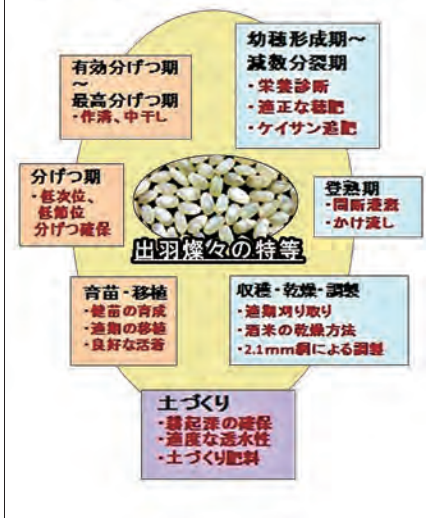 有効分げつ期
～
最高分げつ期
・作溝、中干し
幼穂形成期～
減数分裂期
・栄養診断
・適正な穂肥
・ケイサン追肥
分げつ期
・低次位、
低節位
分げつ確保
登熟期
・間断灌漑
・かけ流し
出羽燦々の特等
育苗・移植
・健苗の育成
・適期の移植
・良好な活着
収穫・乾燥・調製
・適期刈り取り
・酒米の乾燥方法
・2.1mm網による調製
土づくり
・耕起深の確保
・適度な透水性
・土づくり肥料